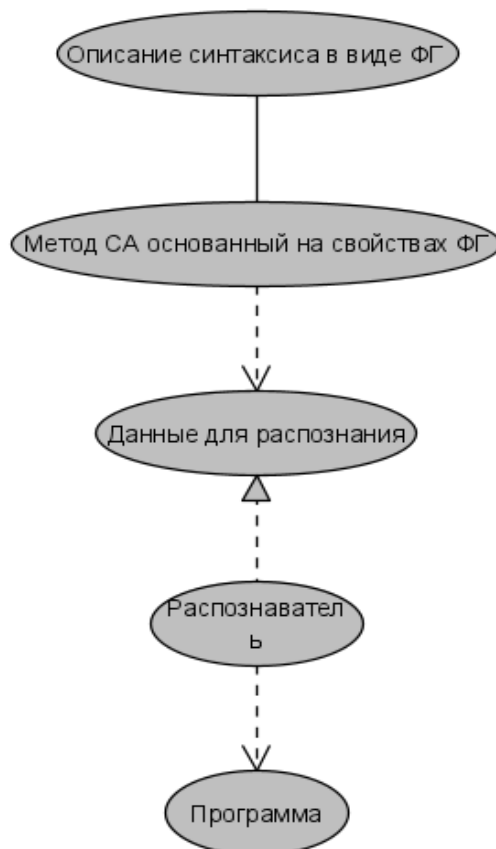 Описание синтаксиса в виде ФГ
Метод СА основанный на свойствах ФГ
Данные для распознания
Распознавател
ь
Программа